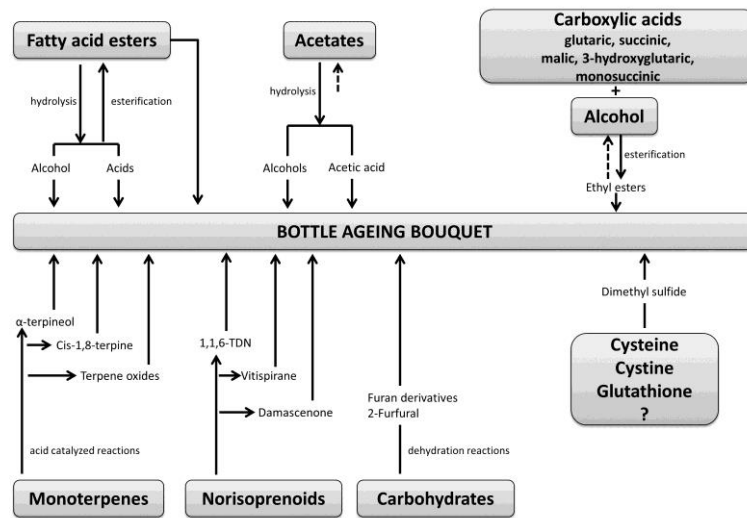 Fatty acid esters
Acetates
Carboxylic acids
glutaric, succinic,
malic, 3-hydroxyglutaric,
monosuccinic
+
Alcohol
hydrolysis
esterification
hydrolysis
esterification
Alcohol
Acids
Alcohols
Acetic acid
Ethyl esters
BOTTLE AGEING BOUQUET
α-terpineol
Cis-1,8-terpine
Terpene oxides
acid catalyzed reactions
Monoterpenes
1,1,6-TDN
Vitispirane
Damascenone
Norisoprenoids
Furan derivatives
2-Furfural
dehydration reactions
Carbohydrates
Dimethyl sulfide
Cysteine
Cystine
Glutathione
?